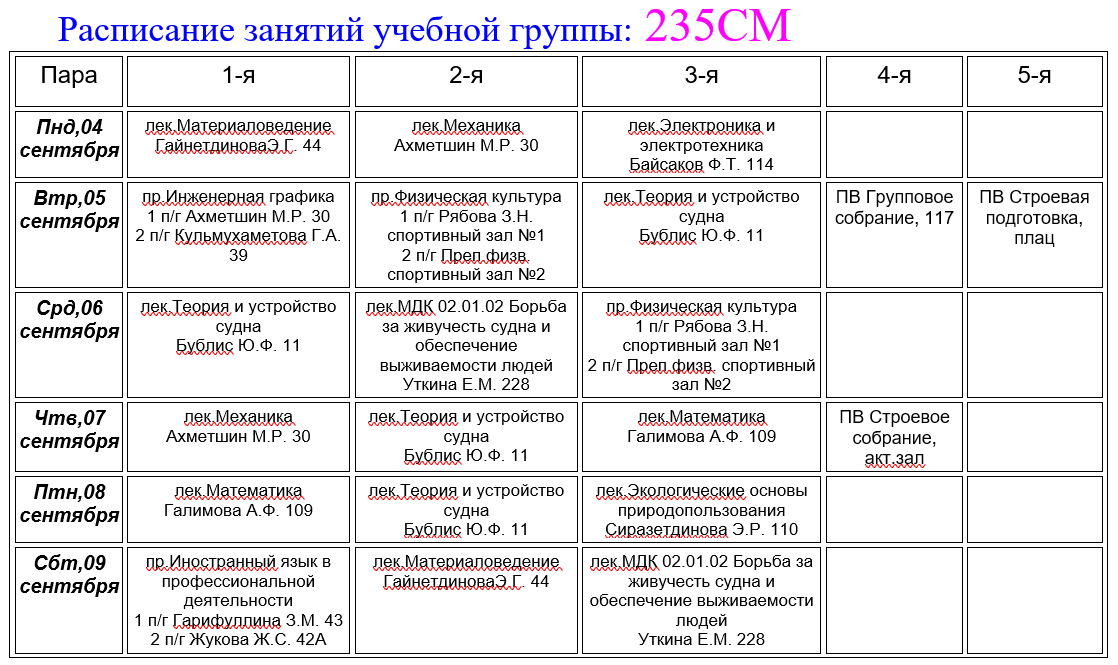 Расписание занятий учебной группы: 235СМ
Пара
1-я
2-я
3-я
4-я
5-я
Пнд,04
сентября
лек.Материаловедение
ГайнетдиноваЭ.Г. 44
лек.Механика
Ахметшин М.Р. 30
лек.Электроника и
электротехника
Байсаков Ф.Т. 114
Втр,05
сентября
пр.Инженерная графика
1 п/г Ахметшин М.Р. 30
2 п/г Кульмухаметова Г.А.
39
пр.Физическая культура
1 п/г Рябова З.Н.
спортивный зал №1
2 п/г Преп.физв.
спортивный зал №2
лек.Теория и устройство
судна
Бублис Ю.Ф. 11
ПВ Групповое
собрание, 117
ПВ Строевая
подготовка,
плац
Срд,06
сентября
лек.Теория и устройство
судна
Бублис Ю.Ф. 11
лек.МДК 02.01.02 Борьба
за живучесть судна и
обеспечение
выживаемости людей
Уткина Е.М. 228
пр.Физическая культура
1 п/г Рябова З.Н.
спортивный зал №1
2 п/г Преп.физв. спортивный
зал №2
Чтв,07
сентября
лек.Механика
Ахметшин М.Р. 30
лек.Теория и устройство
судна
Бублис Ю.Ф. 11
лек.Математика
Галимова А.Ф. 109
ПВ Строевое
собрание,
акт.зал
Птн,08
сентября
лек.Математика
Галимова А.Ф. 109
лек.Теория и устройство
судна
Бублис Ю.Ф. 11
лек.Экологические основы
природопользования
Сиразетдинова Э.Р. 110
Сбт,09
сентября
пр.Иностранный язык в
профессиональной
деятельности
1 п/г Гарифуллина З.М. 43
2 п/г Жукова Ж.С. 42А
лек.Материаловедение
ГайнетдиноваЭ.Г. 44
лек.МДК 02.01.02 Борьба за
живучесть судна и
обеспечение выживаемости
людей
Уткина Е.М. 228